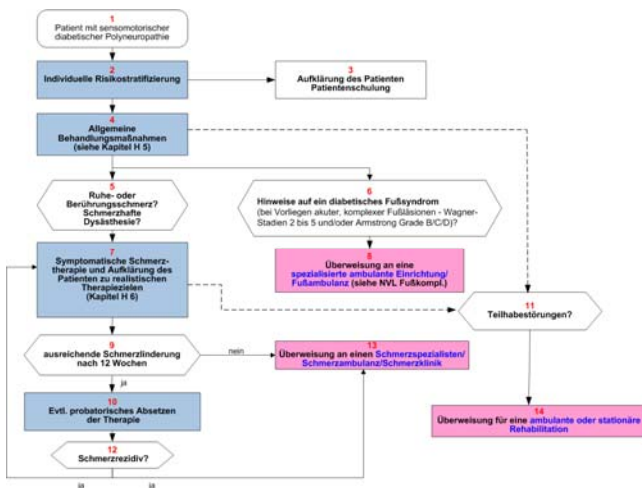 1
Patient mit sensomotorischer
diabetischer Polyneuropathie
2
Individuelle Risikostratifizierung
3
Aufklärung des Patienten
Patientenschulung
4
Allgemeine
Behandlungsmaßnahmen
(siehe Kapitel H 5)
5
Ruhe- oder
Berührungsschmerz?
Schmerzhafte
Dysästhesie?
6
Hinweise auf ein diabetisches Fußsyndrom
(bei Vorliegen akuter, komplexer Fußläsionen - Wagner-
Stadien 2 bis 5 und/oder Armstrong Grade B/C/D)?
7
Symptomatische Schmerz-
therapie und Aufklärung des
Patienten zu realistischen
Therapiezielen
(Kapitel H 6)
8
Überweisung an eine
spezialisierte ambulante Einrichtung/
Fußambulanz (siehe NVL Fußkompl.)
11
Teilhabestörungen?
9
ausreichende Schmerzlinderung
nach 12 Wochen
nein
13
Überweisung an einen Schmerzspezialisten/
Schmerzambulanz/Schmerzklinik
ja
10
Evtl. probatorisches Absetzen
der Therapie
14
Überweisung für eine ambulante oder stationäre
Rehabilitation
12
Schmerzrezidiv?
ja
ja